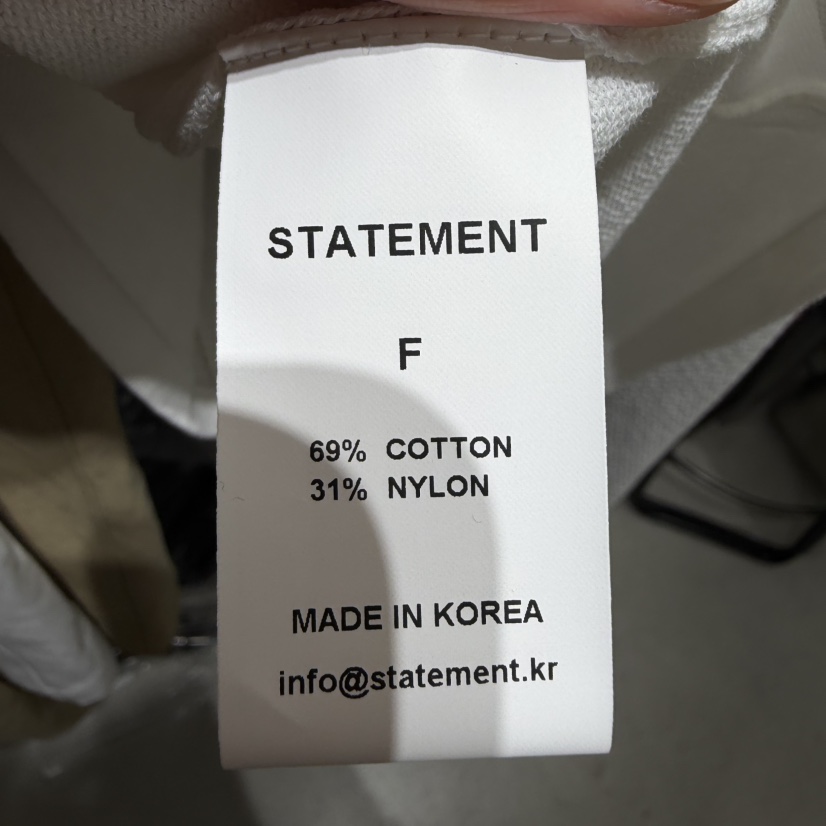 STATEMENT
F
69% COTTON
31% NYLON
MADE IN KOREA
info@statement.kr